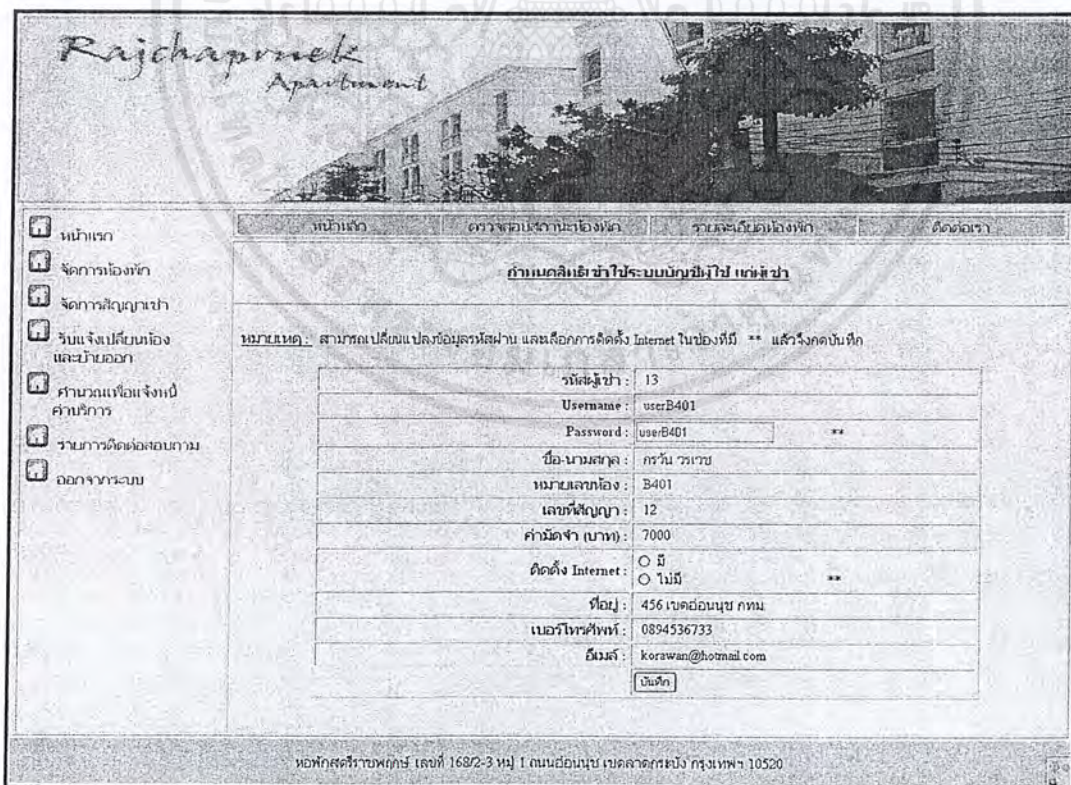 Rajchapruek
Apartment
หน้าแรก
จัดการห้องพัก
จัดการสัญญาเช่า
รับแจ้งเปลี่ยนห้อง
และย้ายออก
คำนวณเพื่อแจ้งหนี้
ค่าบริการ
รายการติดต่อสอบถาม
ออกจากระบบ
หน้าหลัก ตรวจสอบสถานะห้องพัก รายละเอียดห้องพัก ติดต่อเรา
กำหนดสิทธิเข้าใช้ระบบบัญชีผู้ใช้ แก่ผู้เช่า
หมายเหตุ : สามารถเปลี่ยนแปลงข้อมูลรหัสผ่าน และเลือกการติดตั้ง Internet ในช่องที่มี ** แล้วจึงกดบันทึก
รหัสผู้เช่า : 13
Username : userB401
Password : userB401 **
ชื่อ-นามสกุล : กรวัน วรเวช
หมายเลขห้อง : B401
เลขที่สัญญา : 12
ค่ามัดจำ (บาท) : 7000
ติดตั้ง Internet : มี
ไม่มี **
ที่อยู่ : 456 เขตอ่อนนุช กทม
เบอร์โทรศัพท์ : 0894536733
อีเมล์ : korawan@hotmail.com
บันทึก
หอพักสตรีราชพฤกษ์ เลขที่ 168/2-3 หมู่ 1 ถนนอ่อนนุช เขตลาดกระบัง กรุงเทพฯ 10520